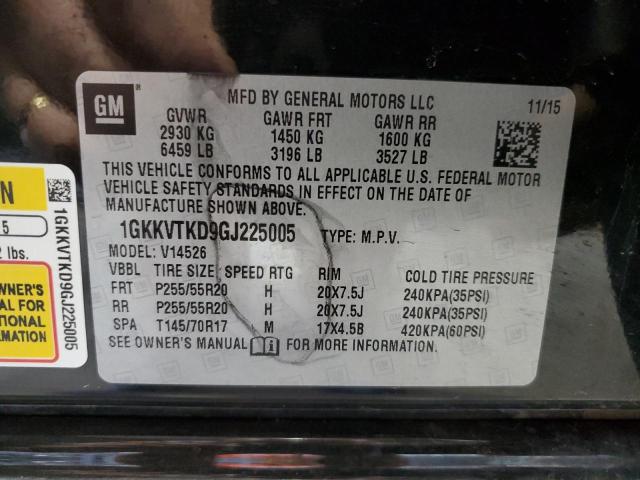 GM
MFD BY GENERAL MOTORS LLC
11/15
GVWR GAWR FRT GAWR RR
2930 KG 1450 KG 1600 KG
6459 LB 3196 LB 3527 LB
THIS VEHICLE CONFORMS TO ALL APPLICABLE U.S. FEDERAL MOTOR
VEHICLE SAFETY STANDARDS IN EFFECT ON THE DATE OF
MANUFACTURE SHOWN ABOVE.
1GKKVTKD9GJ225005 TYPE: M.P.V.
MODEL: V14526
VBBL TIRE SIZE SPEED RTG RIM COLD TIRE PRESSURE
FRT P255/55R20 H 20X7.5J 240KPA(35PSI)
RR P255/55R20 H 20X7.5J 240KPA(35PSI)
SPA T145/70R17 M 17X4.5B 420KPA(60PSI)
SEE OWNER'S MANUAL FOR MORE INFORMATION.
N
5
lbs.
OWNER'S
AL FOR
TIONAL
MATION
1GKKVTKD9GJ225005